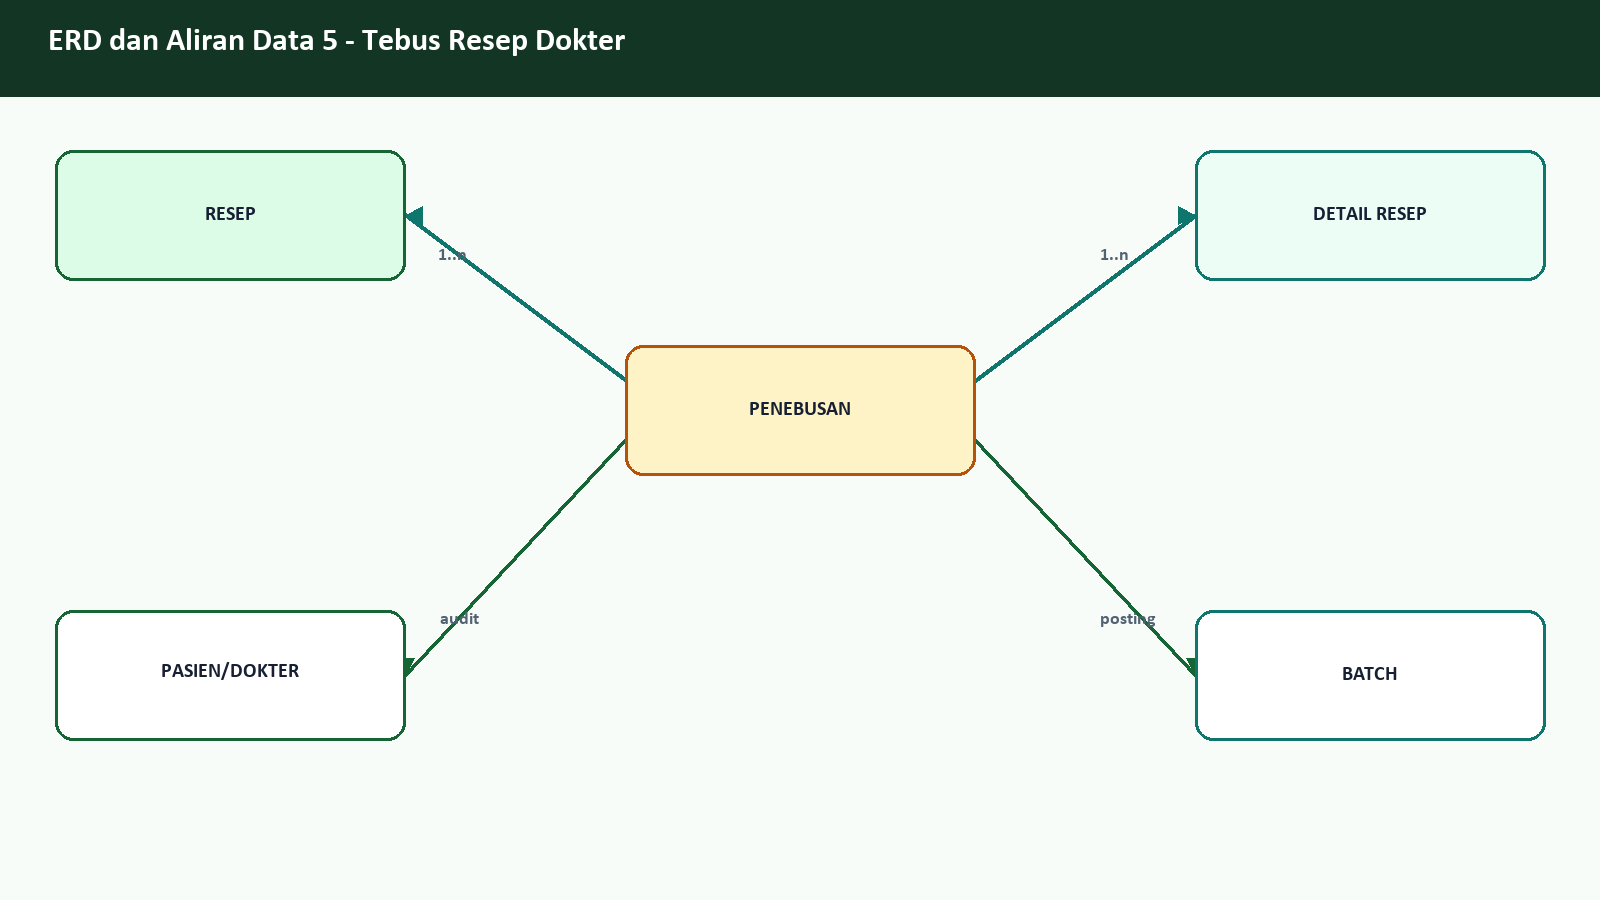 ERD dan Aliran Data 5 - Tebus Resep Dokter
RESEP
DETAIL RESEP
1..n
1..n
PENEBUSAN
audit
posting
PASIEN/DOKTER
BATCH